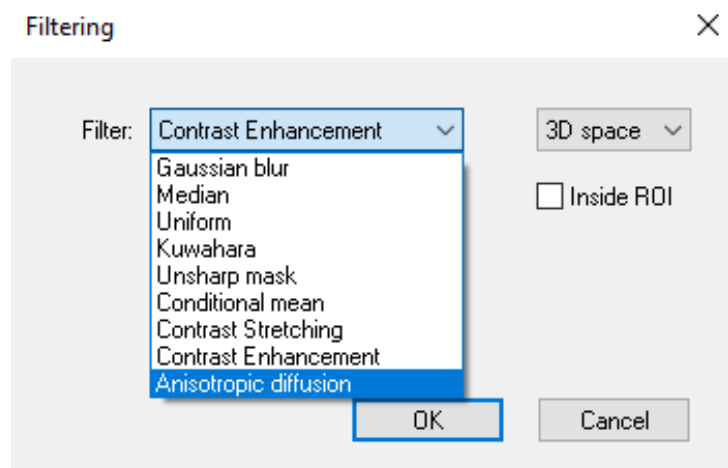 Filtering
Filter: Contrast Enhancement 3D space
Gaussian blur
Median
Inside ROI
Uniform
Kuwahara
Unsharp mask
Conditional mean
Contrast Stretching
Contrast Enhancement
Anisotropic diffusion
OK Cancel